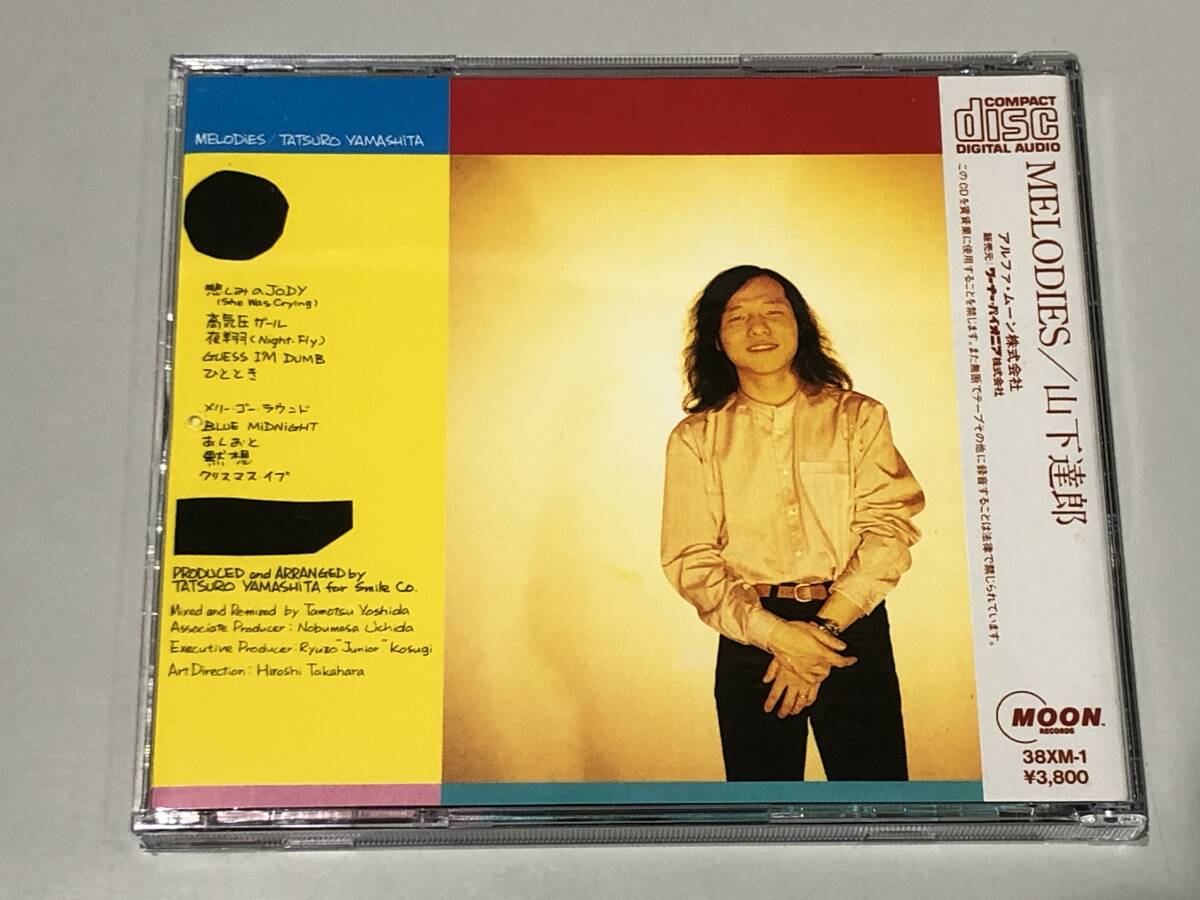 MELODIES / TATSURO YAMASHITA
悲しみのJODY
(She Was Crying)
高気圧ガール
夜翔(Night-Fly)
GUESS I'M DUMB
ひととき
メリー・ゴー・ラウンド
BLUE MIDNIGHT
あしおと
黙想
クリスマス・イブ
PRODUCED and ARRANGED by
TATSURO YAMASHITA for Smile Co.
Mixed and Remixed by Tamotsu Yoshida
Associate Producer: Nobumasa Uchida
Executive Producer: Ryuzo "Junior" Kosugi
Art Direction: Hiroshi Takahara
COMPACT
disc
DIGITAL AUDIO
MELODIES／山下達郎
アルファ・ムーン株式会社
販売元：ワーナー・パイオニア株式会社
このCDを賃貸業に使用することを禁じます。また無断でテープその他に録音することは法律で禁じられています。
MOON™
RECORDS
38XM-1
¥3,800